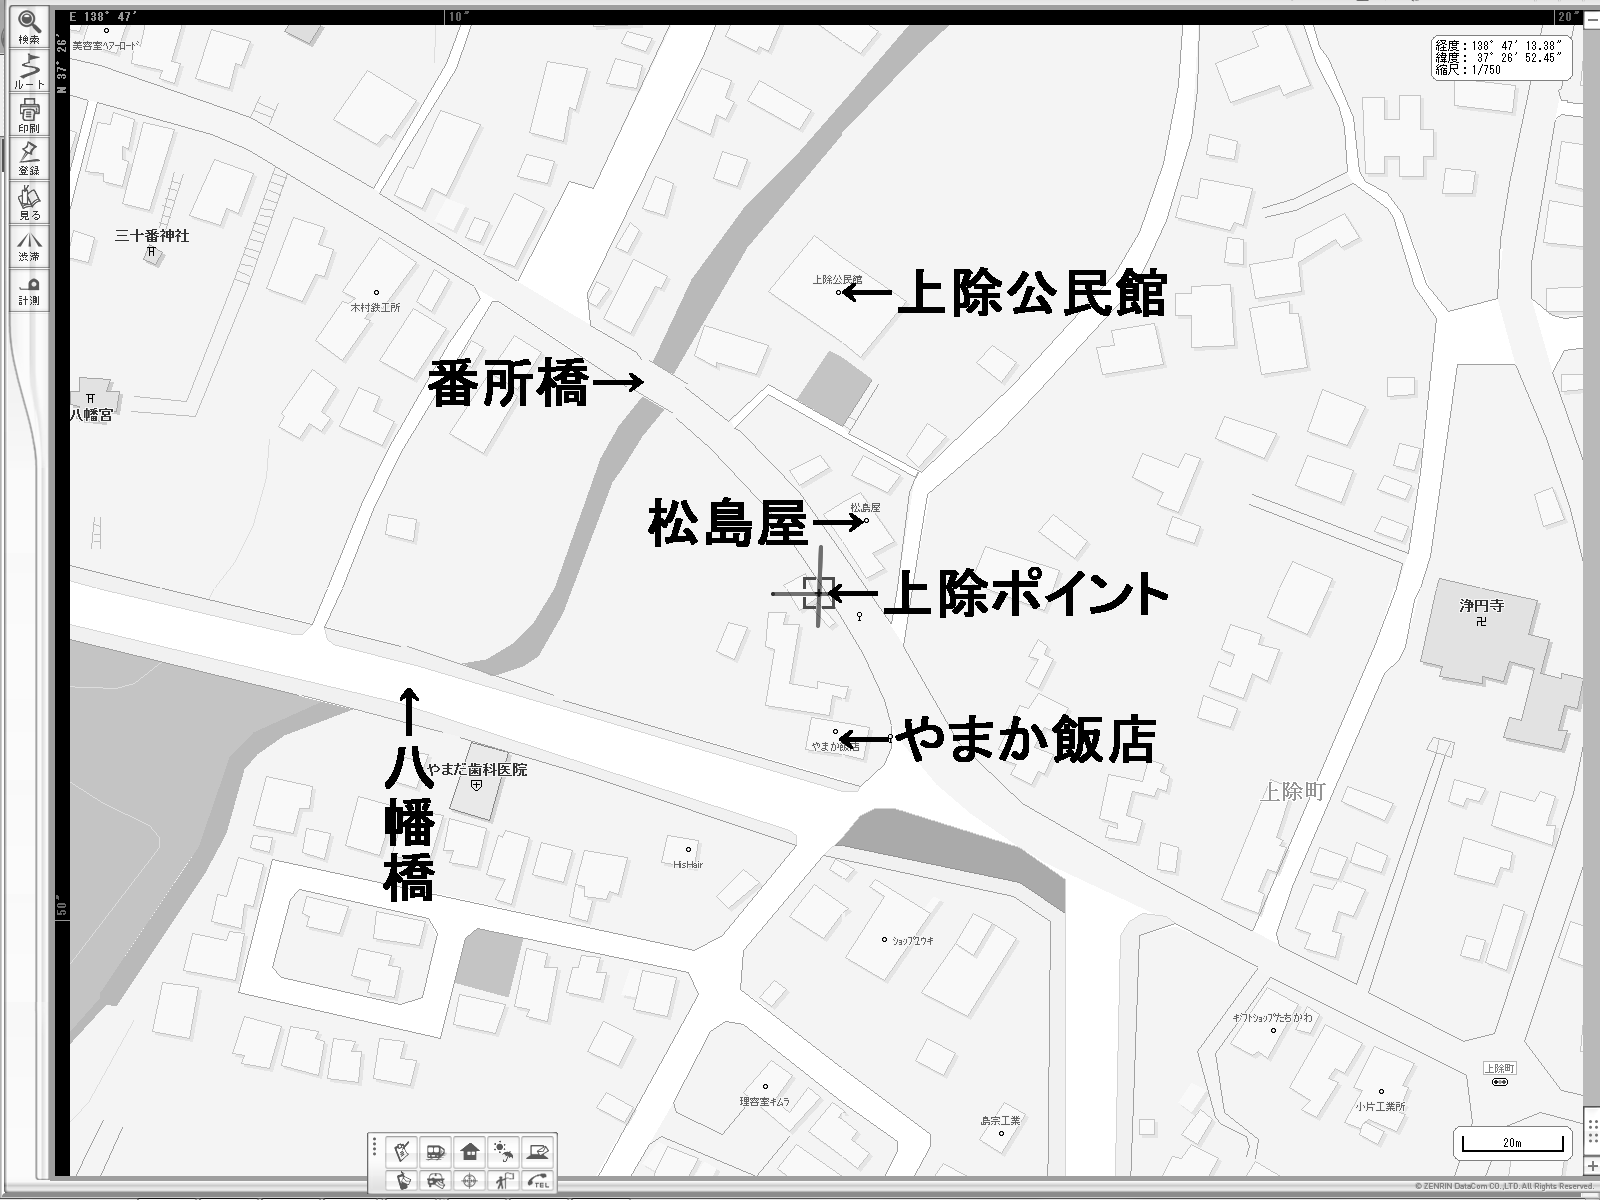 E 138° 47'
10"
20"
N 37° 26'
50"
検索
ルート
印刷
登録
見る
渋滞
計測
経度：138° 47' 13.38"
緯度： 37° 26' 52.45"
縮尺：1/750
美容室ヘアーロード
三十番神社
木村鉄工所
八幡宮
上除公民館
←上除公民館
番所橋→
松島屋
松島屋→
←上除ポイント
浄円寺
やまか飯店
←やまか飯店
↑八幡橋
やまだ歯科医院
上除町
HisHair
ショップユウキ
ギフトショップたちかわ
上除町
理容室キムラ
島宗工業
小片工業所
TEL
20m
© ZENRIN DataCom CO.,LTD. All Rights Reserved.